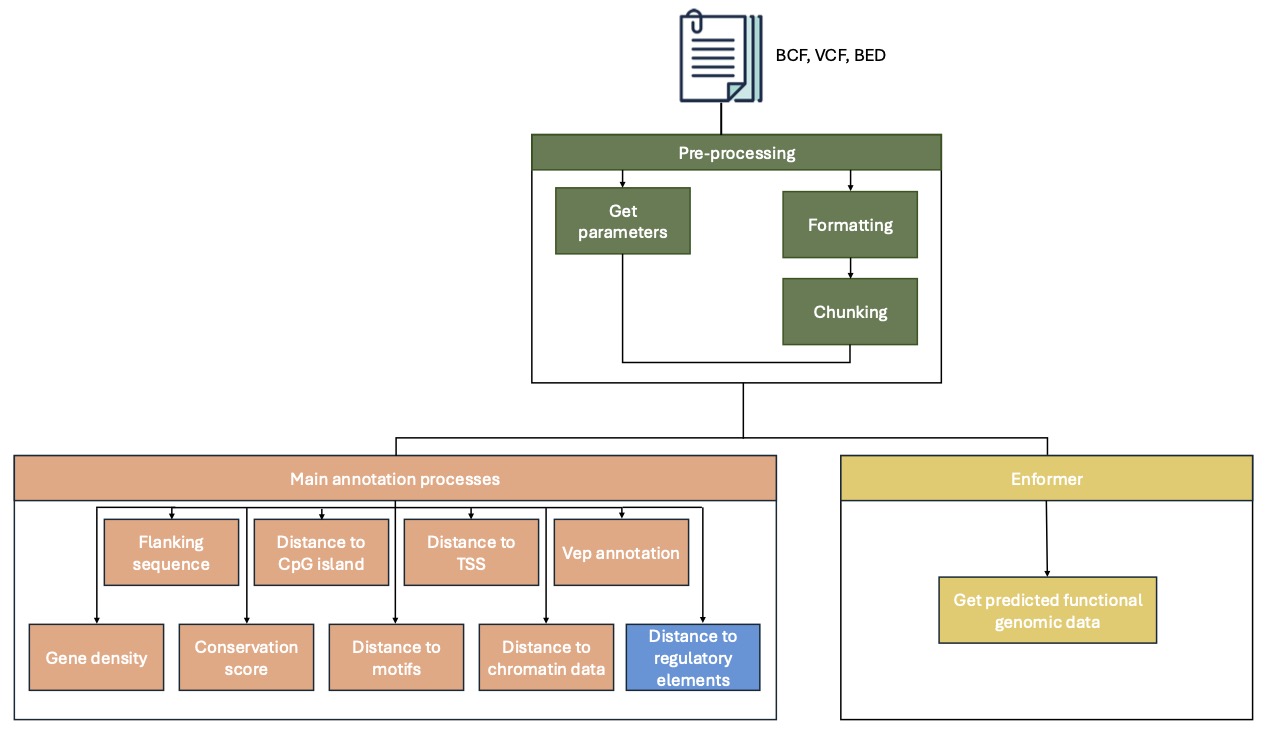 BCF, VCF, BED
Pre-processing
Get
parameters
Formatting
Chunking
Main annotation processes
Enformer
Flanking
sequence
Distance to
CpG island
Distance to
TSS
Vep annotation
Gene density
Conservation
score
Distance to
motifs
Distance to
chromatin data
Distance to
regulatory
elements
Get predicted functional
genomic data